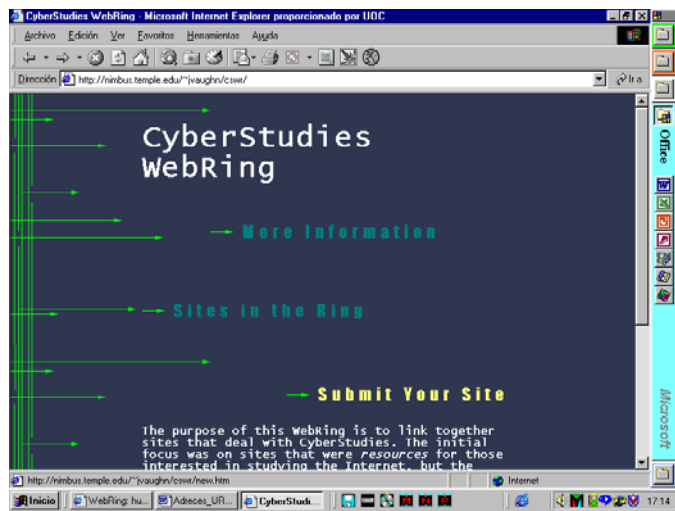 CyberStudies WebRing - Microsoft Internet Explorer proporcionado por UOC
Archivo Edición Ver Favoritos Herramientas Ayuda
Dirección http://nimbus.temple.edu/~jvaughn/cswr/ Ir a
Office
CyberStudies
WebRing
More Information
Sites in the Ring
Submit Your Site
The purpose of this WebRing is to link together
sites that deal with CyberStudies. The initial
focus was on sites that were resources for those
interested in studying the Internet, but the
Microsoft
http://nimbus.temple.edu/~jvaughn/cswr/new.htm Internet
Inicio WebRing: hu... Adreces_UR... CyberStudi... 17:14